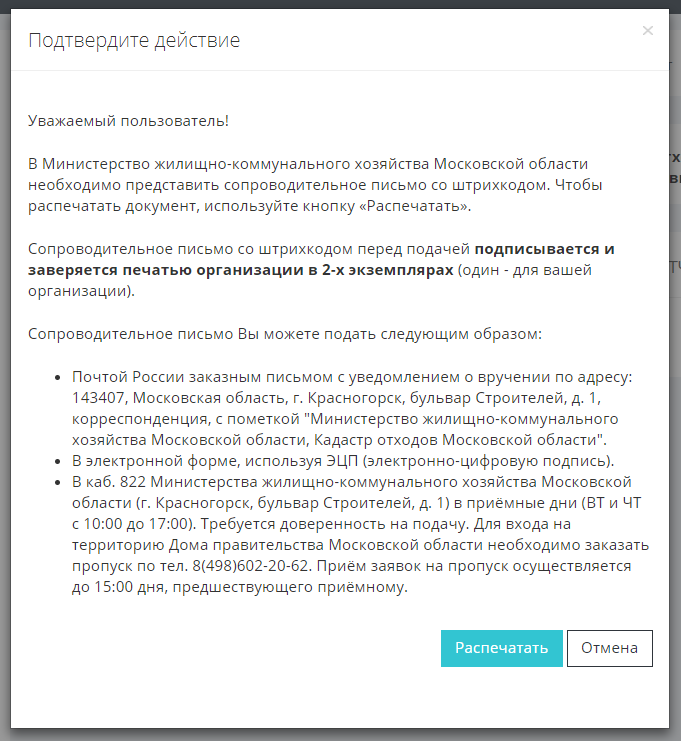 Подтвердите действие
×
Уважаемый пользователь!
В Министерство жилищно-коммунального хозяйства Московской области
необходимо представить сопроводительное письмо со штрихкодом. Чтобы
распечатать документ, используйте кнопку «Распечатать».
Сопроводительное письмо со штрихкодом перед подачей подписывается и
заверяется печатью организации в 2-х экземплярах (один - для вашей
организации).
Сопроводительное письмо Вы можете подать следующим образом:
• Почтой России заказным письмом с уведомлением о вручении по адресу:
143407, Московская область, г. Красногорск, бульвар Строителей, д. 1,
корреспонденция, с пометкой "Министерство жилищно-коммунального
хозяйства Московской области, Кадастр отходов Московской области".
• В электронной форме, используя ЭЦП (электронно-цифровую подпись).
• В каб. 822 Министерства жилищно-коммунального хозяйства Московской
области (г. Красногорск, бульвар Строителей, д. 1) в приёмные дни (ВТ и ЧТ
с 10:00 до 17:00). Требуется доверенность на подачу. Для входа на
территорию Дома правительства Московской области необходимо заказать
пропуск по тел. 8(498)602-20-62. Приём заявок на пропуск осуществляется
до 15:00 дня, предшествующего приёмному.
Распечатать Отмена